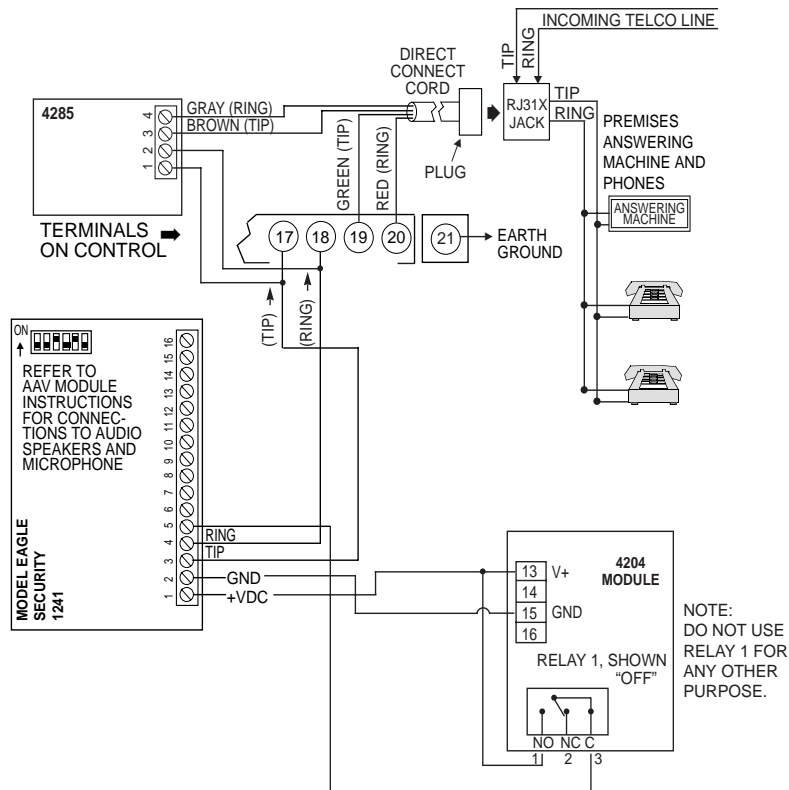 INCOMING TELCO LINE
TIP
RING
DIRECT
CONNECT
CORD
4285
4
3
2
1
GRAY (RING)
BROWN (TIP)
GREEN (TIP)
RED (RING)
PLUG
RJ31X
JACK
TIP
RING
PREMISES
ANSWERING
MACHINE AND
PHONES
ANSWERING
MACHINE
TERMINALS
ON CONTROL
17
18
19
20
21
EARTH
GROUND
(TIP)
(RING)
ON
REFER TO
AAV MODULE
INSTRUCTIONS
FOR CONNEC-
TIONS TO AUDIO
SPEAKERS AND
MICROPHONE
MODEL EAGLE
SECURITY
1241
16
15
14
13
12
11
10
9
8
7
6
5
4
3
2
1
RING
TIP
GND
+VDC
4204
MODULE
13 V+
14
15 GND
16
RELAY 1, SHOWN
“OFF”
NO NC C
1 2 3
NOTE:
DO NOT USE
RELAY 1 FOR
ANY OTHER
PURPOSE.